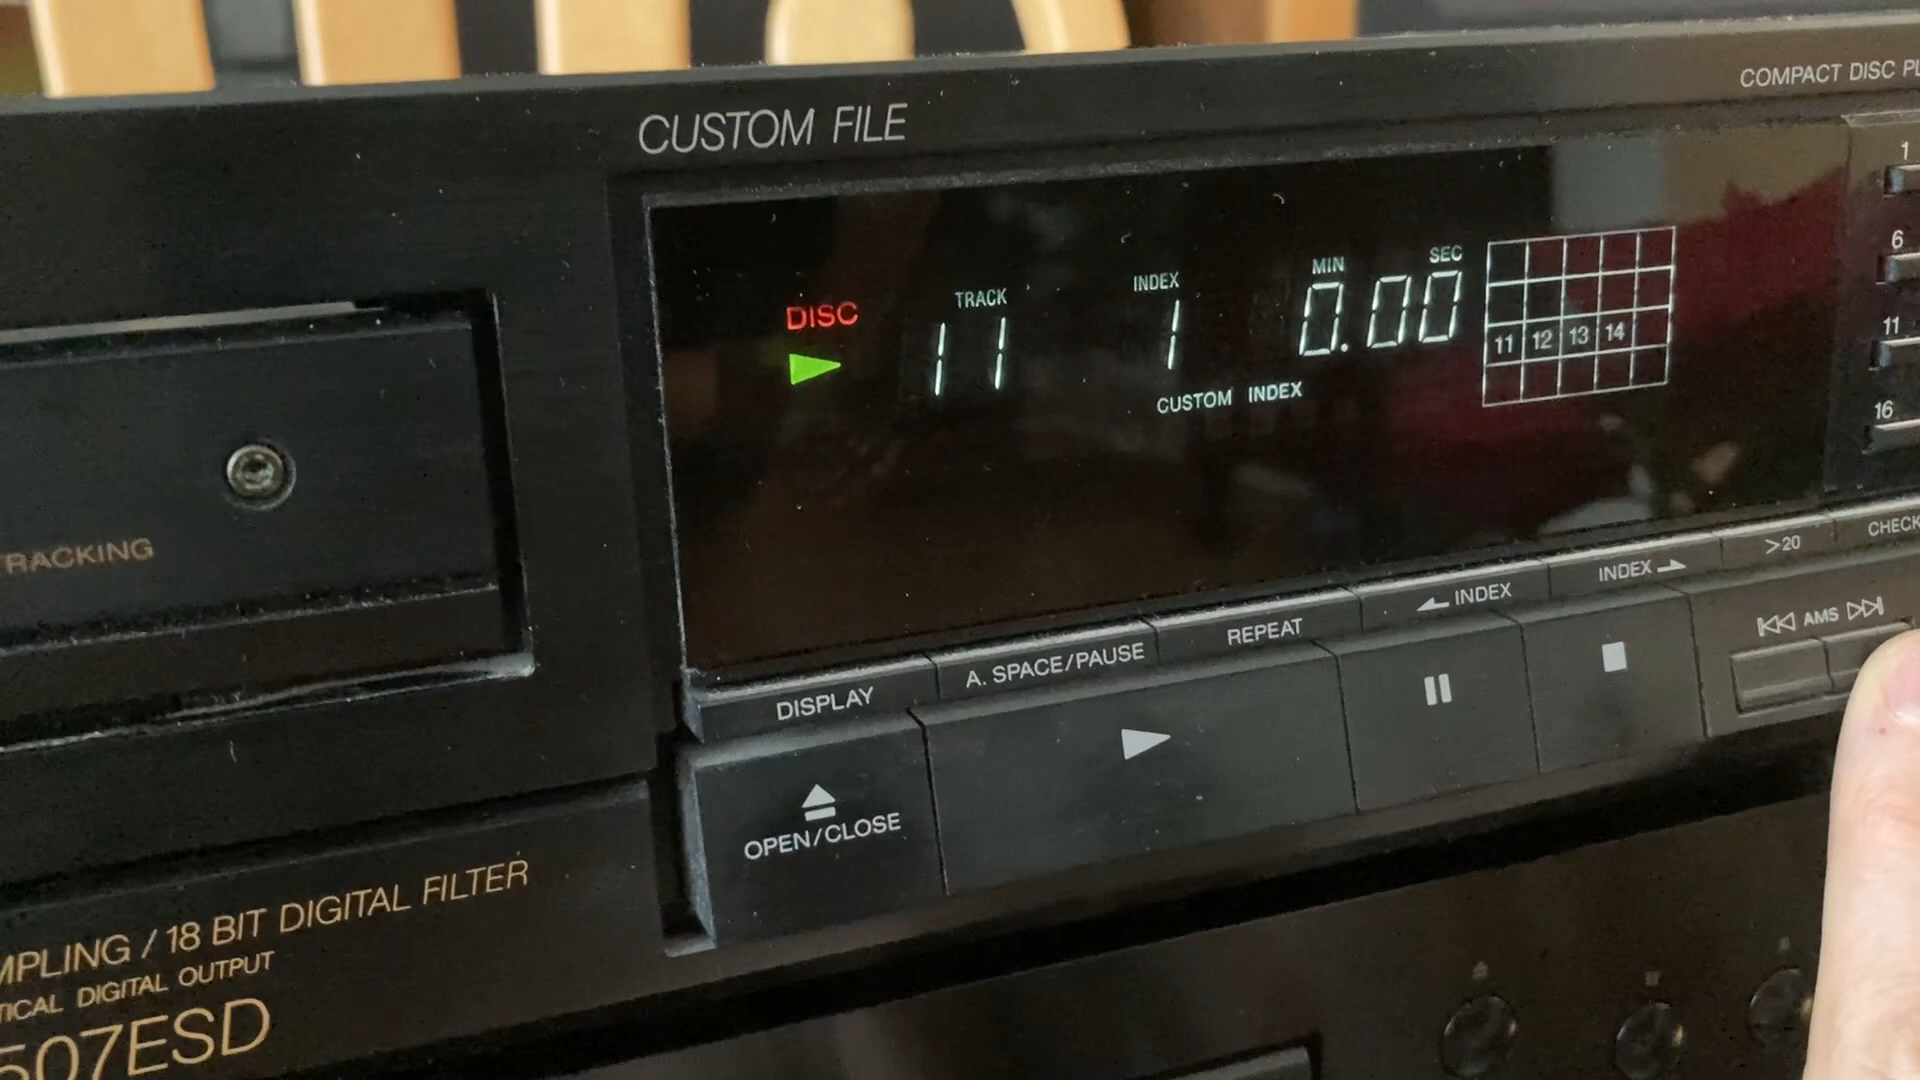 CUSTOM FILE
COMPACT DISC PL
DISC
TRACK
INDEX
MIN
SEC
11
1
0.00
11 12 13 14
CUSTOM INDEX
1
6
11
16
TRACKING
DISPLAY
A. SPACE/PAUSE
REPEAT
INDEX
INDEX
>20
CHECK
AMS
OPEN/CLOSE
MPLING / 18 BIT DIGITAL FILTER
TICAL DIGITAL OUTPUT
507ESD